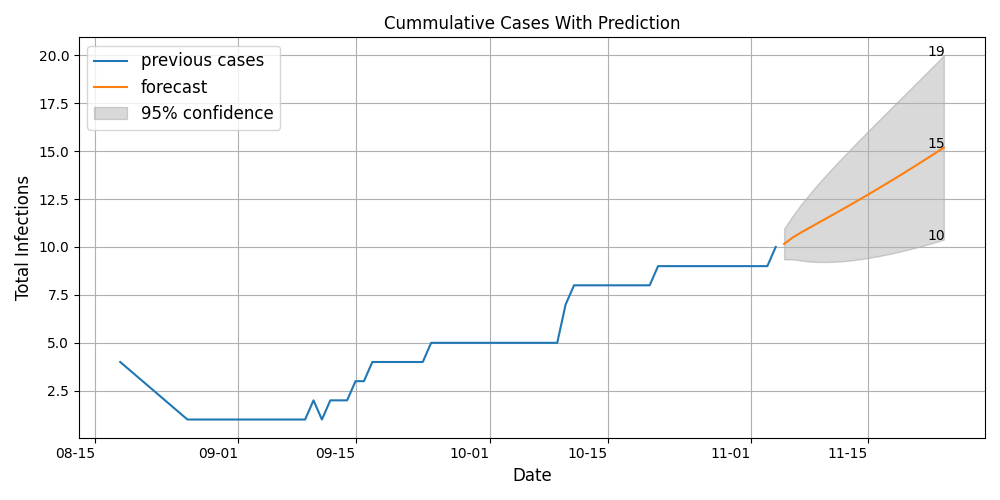 Cummulative Cases With Prediction
previous cases
forecast
95% confidence
Total Infections
20.0
17.5
15.0
12.5
10.0
7.5
5.0
2.5
19
15
10
08-15 09-01 09-15 10-01 10-15 11-01 11-15
Date